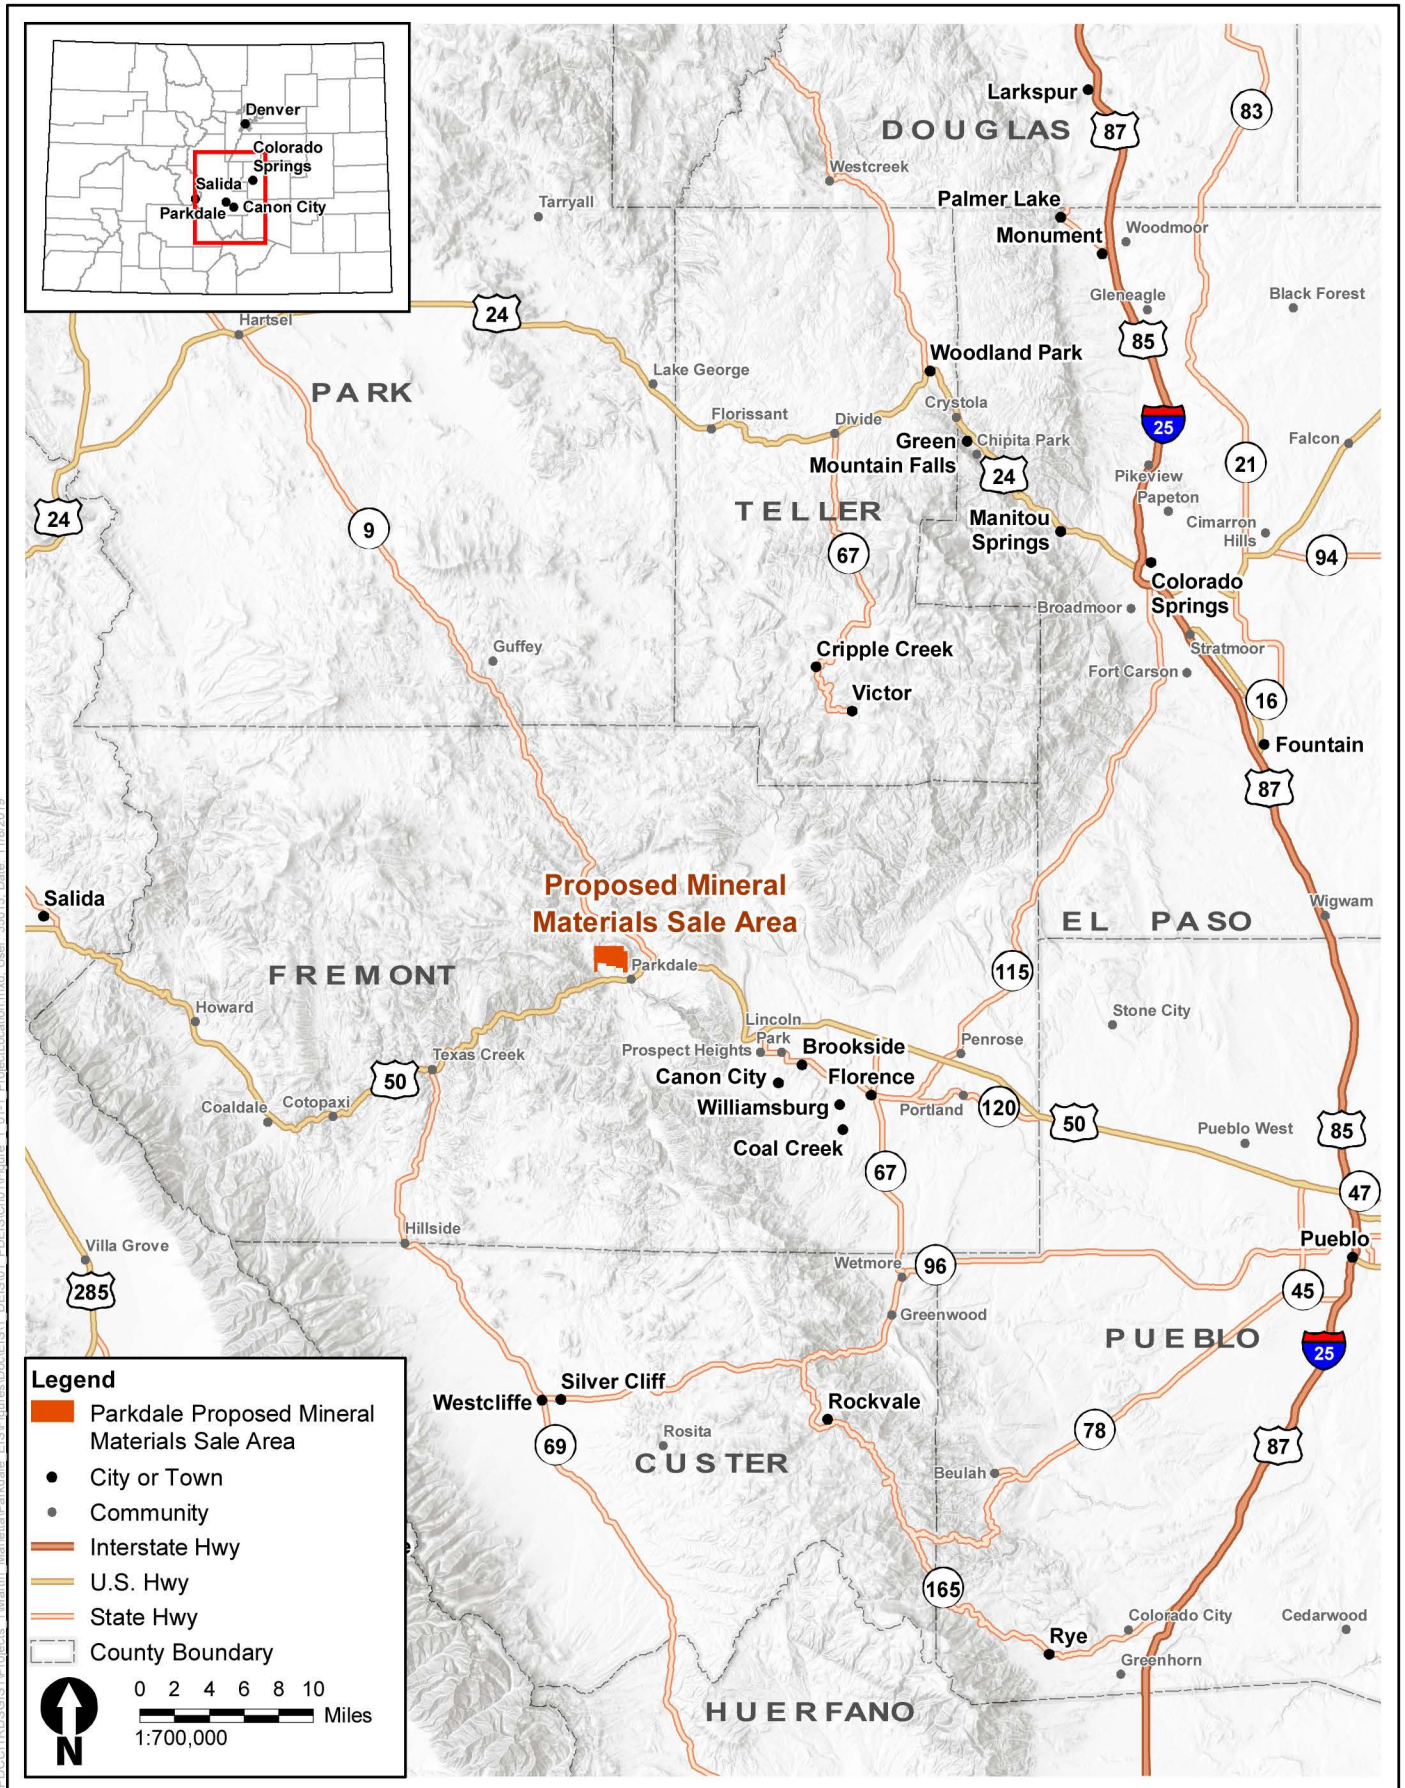 Denver
Colorado
Springs
Salida
Parkdale
Canon City
Larkspur
DOUGLAS
87
83
Westcreek
Tarryall
Palmer Lake
Monument
Woodmoor
Gleneagle
Black Forest
24
Hartsel
85
PARK
Lake George
Woodland Park
Florissant
Divide
Crystola
Green
Mountain Falls
Chipita Park
25
Falcon
24
Pikeview
21
Papeton
TELLER
24
9
Manitou
Springs
Cimarron
Hills
67
94
Colorado
Springs
Broadmoor
Guffey
Cripple Creek
Stratmoor
Fort Carson
Victor
16
Fountain
87
Salida
Proposed Mineral
Materials Sale Area
Wigwam
EL PASO
FREMONT
Parkdale
115
Howard
Lincoln
Park
Stone City
Texas Creek
Prospect Heights
Brookside
Penrose
50
Canon City
Florence
Coaldale
Cotopaxi
Williamsburg
Portland
120
50
Coal Creek
Pueblo West
85
67
47
Hillside
Villa Grove
Pueblo
Wetmore
96
285
45
Greenwood
PUEBLO
25
Silver Cliff
Westcliffe
Rockvale
69
Rosita
CUSTER
78
87
Beulah
165
Colorado City
Cedarwood
Rye
Greenhorn
HUERFANO
Legend
Parkdale Proposed Mineral
Materials Sale Area
City or Town
Community
Interstate Hwy
U.S. Hwy
State Hwy
County Boundary
N
0 2 4 6 8 10
Miles
1:700,000